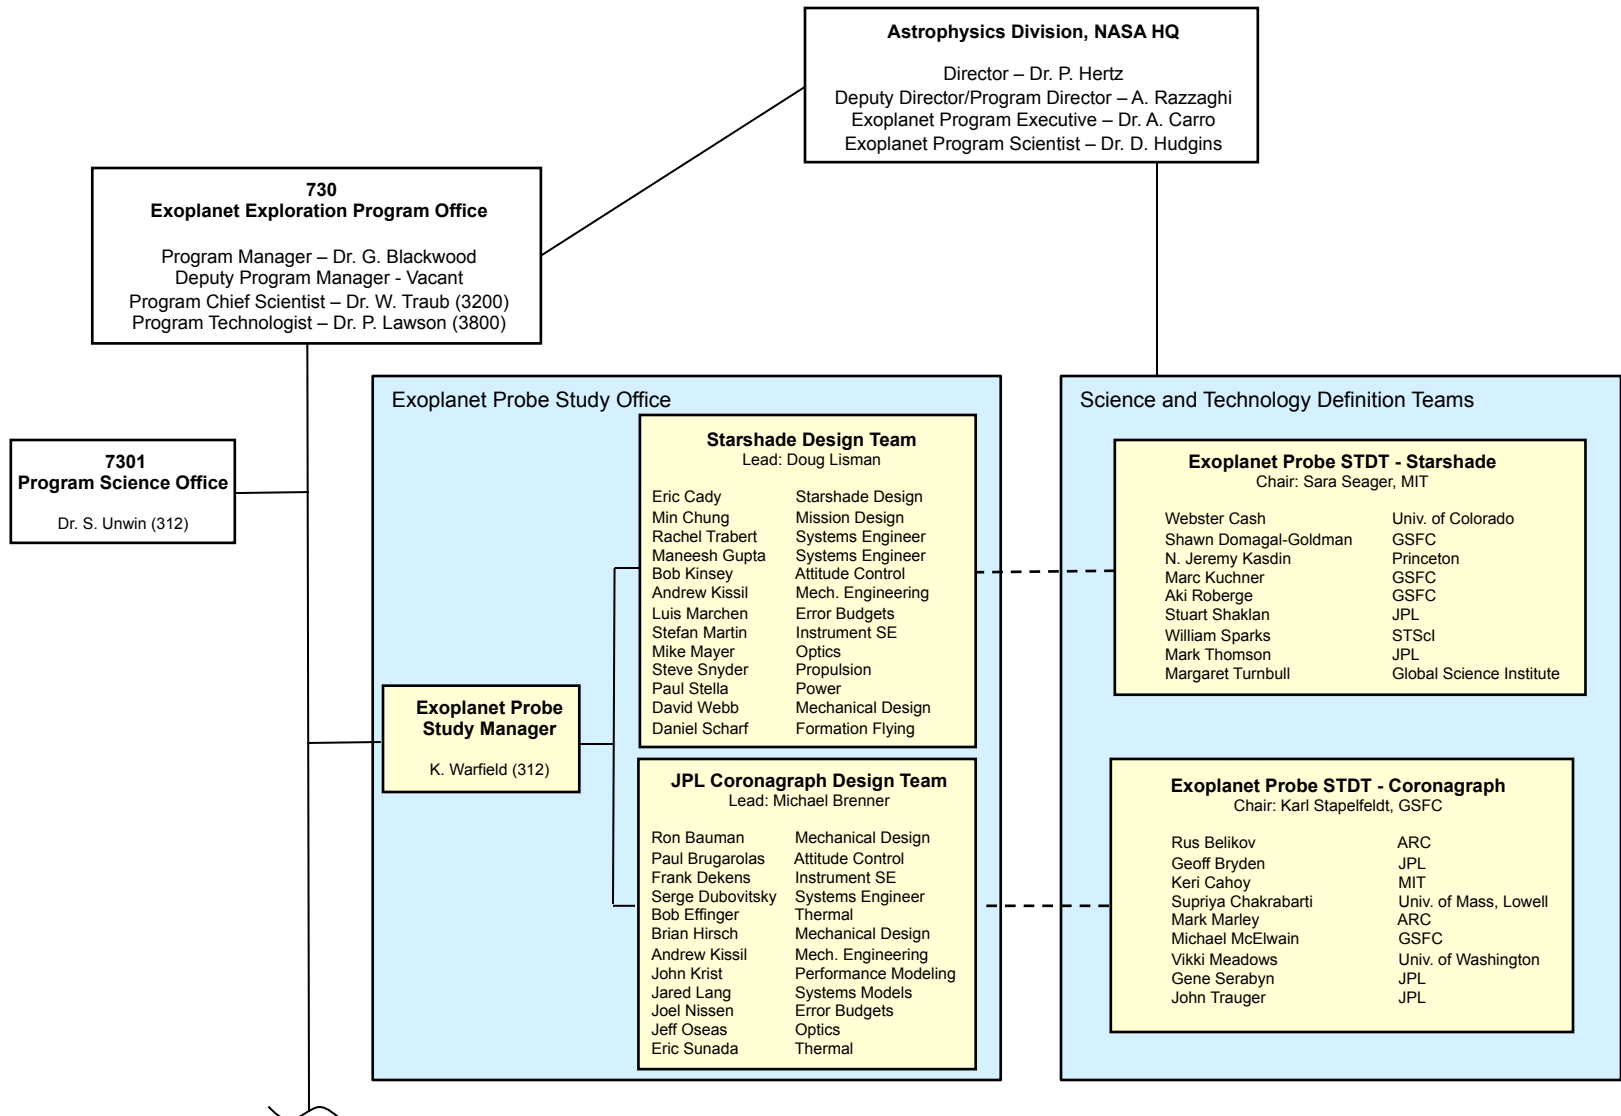 Astrophysics Division, NASA HQ
Director – Dr. P. Hertz
Deputy Director/Program Director – A. Razzaghi
Exoplanet Program Executive – Dr. A. Carro
Exoplanet Program Scientist – Dr. D. Hudgins
730
Exoplanet Exploration Program Office
Program Manager – Dr. G. Blackwood
Deputy Program Manager - Vacant
Program Chief Scientist – Dr. W. Traub (3200)
Program Technologist – Dr. P. Lawson (3800)
7301
Program Science Office
Dr. S. Unwin (312)
Exoplanet Probe Study Office
Exoplanet Probe
Study Manager
K. Warfield (312)
Starshade Design Team
Lead: Doug Lisman
Eric Cady Starshade Design
Min Chung Mission Design
Rachel Trabert Systems Engineer
Maneesh Gupta Systems Engineer
Bob Kinsey Attitude Control
Andrew Kissil Mech. Engineering
Luis Marchen Error Budgets
Stefan Martin Instrument SE
Mike Mayer Optics
Steve Snyder Propulsion
Paul Stella Power
David Webb Mechanical Design
Daniel Scharf Formation Flying
JPL Coronagraph Design Team
Lead: Michael Brenner
Ron Bauman Mechanical Design
Paul Brugarolas Attitude Control
Frank Dekens Instrument SE
Serge Dubovitsky Systems Engineer
Bob Effinger Thermal
Brian Hirsch Mechanical Design
Andrew Kissil Mech. Engineering
John Krist Performance Modeling
Jared Lang Systems Models
Joel Nissen Error Budgets
Jeff Oseas Optics
Eric Sunada Thermal
Science and Technology Definition Teams
Exoplanet Probe STDT - Starshade
Chair: Sara Seager, MIT
Webster Cash Univ. of Colorado
Shawn Domagal-Goldman GSFC
N. Jeremy Kasdin Princeton
Marc Kuchner GSFC
Aki Roberge GSFC
Stuart Shaklan JPL
William Sparks STScI
Mark Thomson JPL
Margaret Turnbull Global Science Institute
Exoplanet Probe STDT - Coronagraph
Chair: Karl Stapelfeldt, GSFC
Rus Belikov ARC
Geoff Bryden JPL
Keri Cahoy MIT
Supriya Chakrabarti Univ. of Mass, Lowell
Mark Marley ARC
Michael McElwain GSFC
Vikki Meadows Univ. of Washington
Gene Serabyn JPL
John Trauger JPL